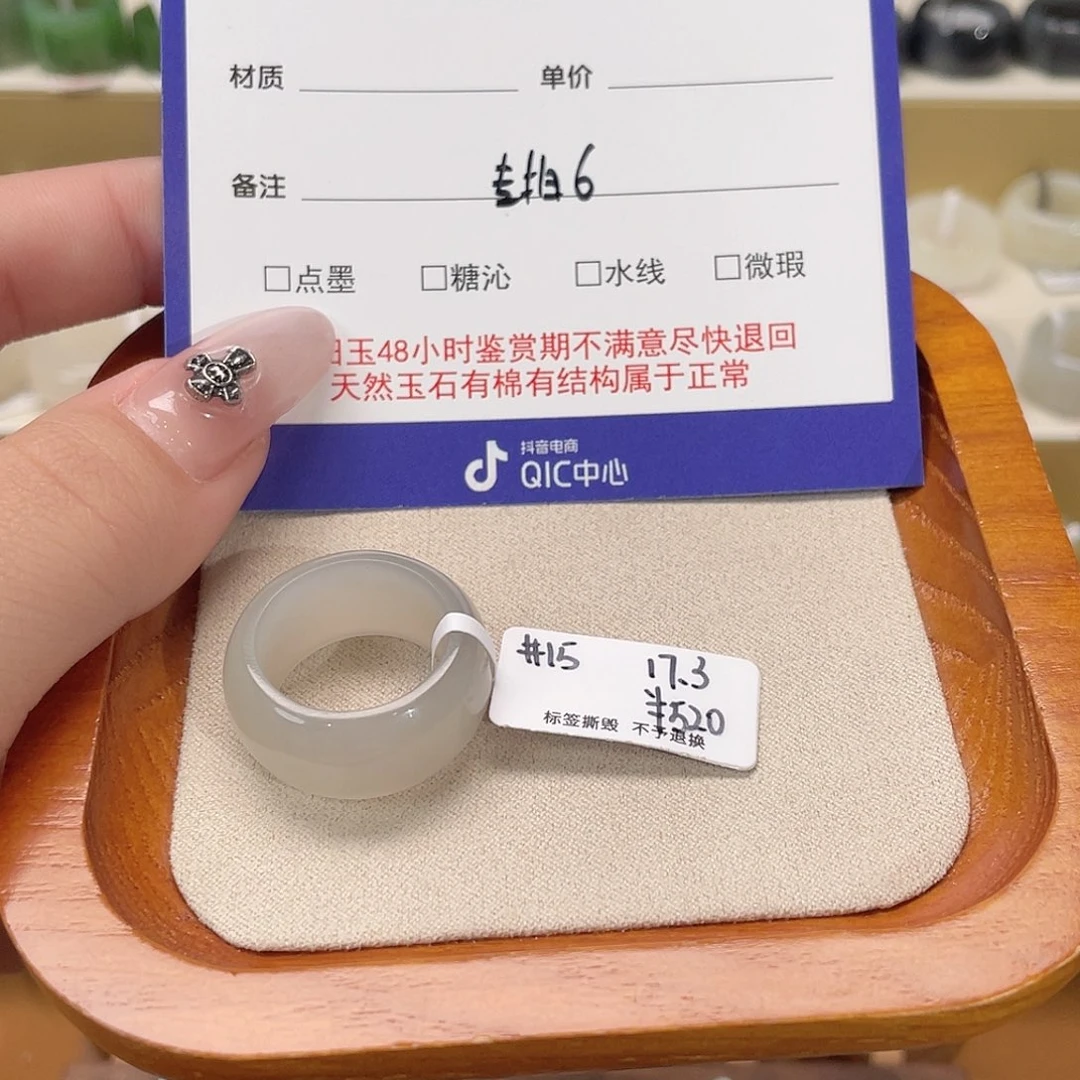 材质 单价
备注 专拍6
□点墨 □糖沁 □水线 □微瑕
玉48小时鉴赏期不满意尽快退回
天然玉石有棉有结构属于正常
抖音电商
QIC中心
#15 17.3
¥520
标签撕毁 不予退换